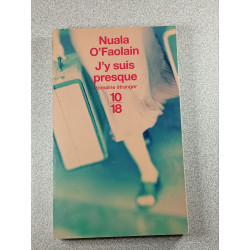 Nuala
O'Faolain
J'y suis
presque
domaine étranger
10
18